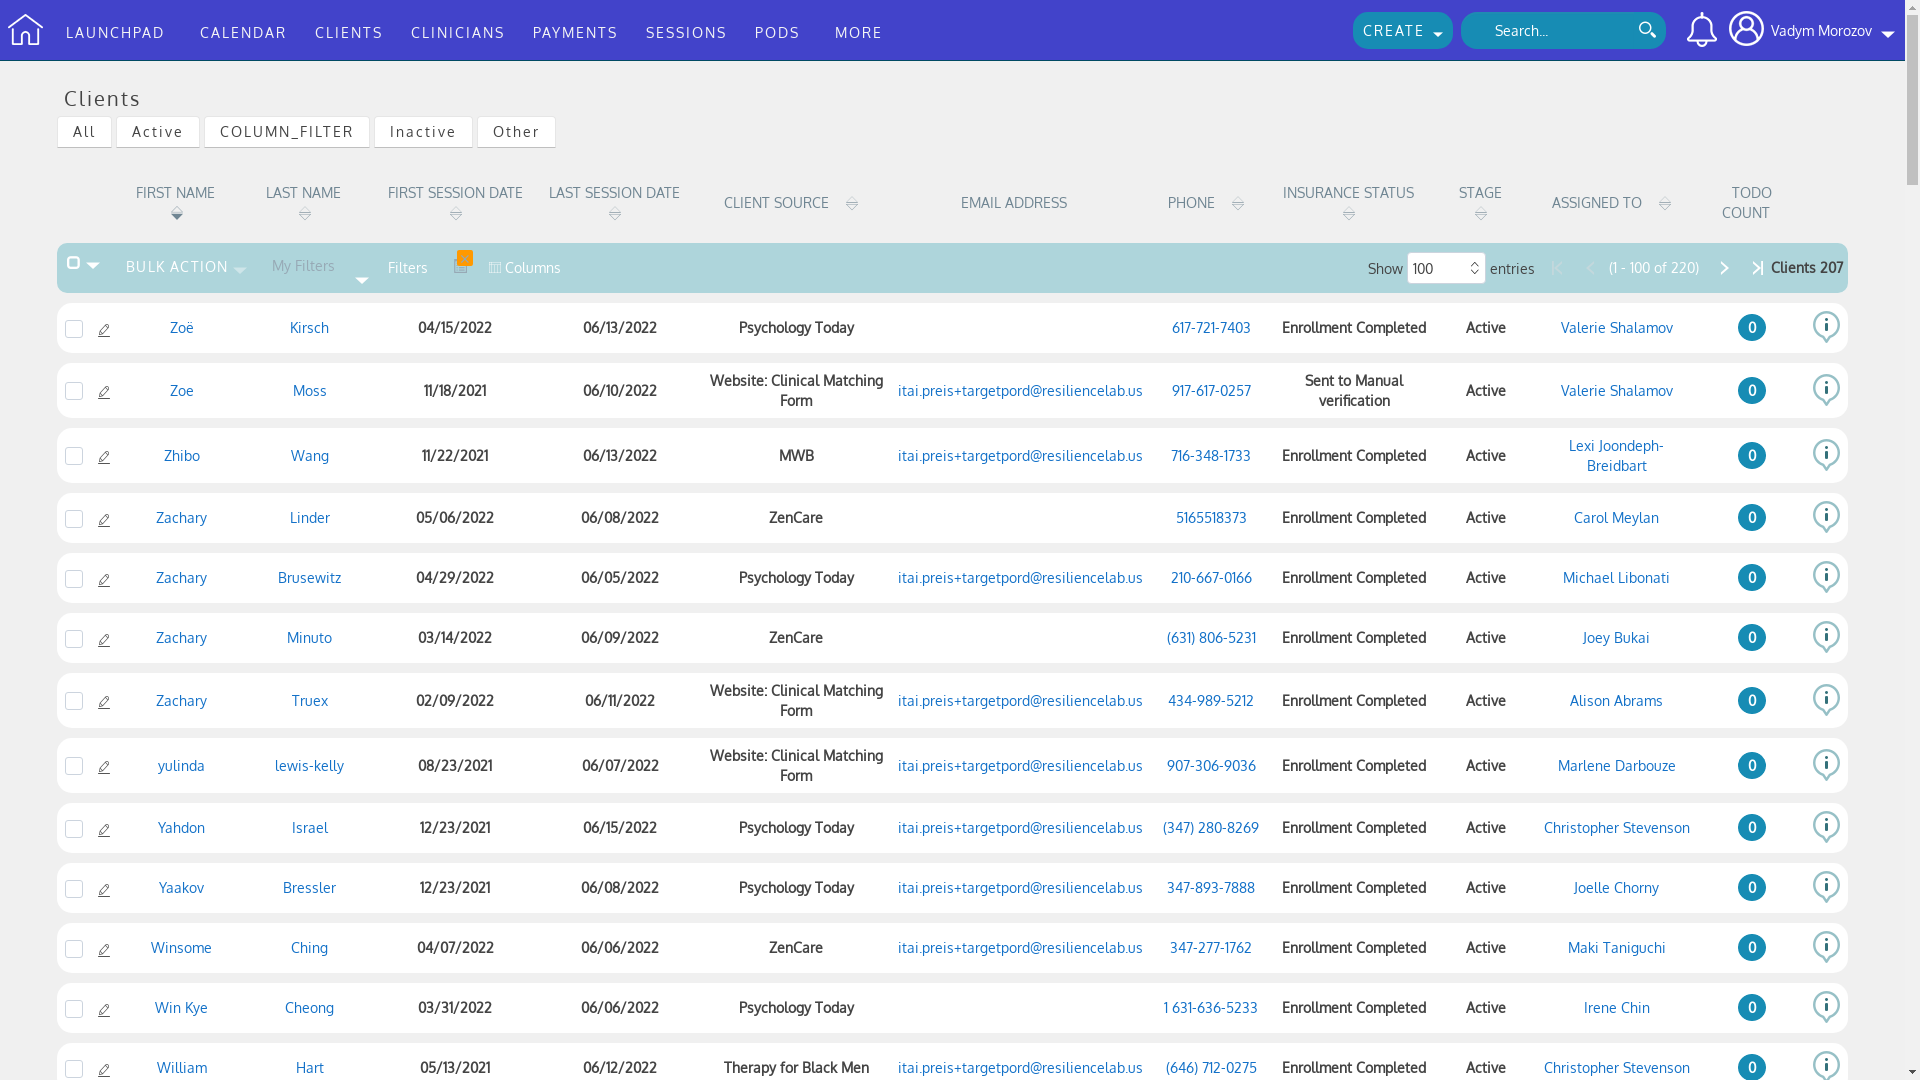 LAUNCHPAD CALENDAR CLIENTS CLINICIANS PAYMENTS SESSIONS PODS MORE CREATE Search... Vadym Morozov
Clients
All Active COLUMN_FILTER Inactive Other
FIRST NAME LAST NAME FIRST SESSION DATE LAST SESSION DATE CLIENT SOURCE EMAIL ADDRESS PHONE INSURANCE STATUS STAGE ASSIGNED TO TODO COUNT
BULK ACTION My Filters Filters Columns Show 100 entries (1 - 100 of 220) Clients 207
Zoë Kirsch 04/15/2022 06/13/2022 Psychology Today 617-721-7403 Enrollment Completed Active Valerie Shalamov 0
Zoe Moss 11/18/2021 06/10/2022 Website: Clinical Matching Form itai.preis+targetpord@resiliencelab.us 917-617-0257 Sent to Manual verification Active Valerie Shalamov 0
Zhibo Wang 11/22/2021 06/13/2022 MWB itai.preis+targetpord@resiliencelab.us 716-348-1733 Enrollment Completed Active Lexi Joondeph-Breidbart 0
Zachary Linder 05/06/2022 06/08/2022 ZenCare 5165518373 Enrollment Completed Active Carol Meylan 0
Zachary Brusewitz 04/29/2022 06/05/2022 Psychology Today itai.preis+targetpord@resiliencelab.us 210-667-0166 Enrollment Completed Active Michael Libonati 0
Zachary Minuto 03/14/2022 06/09/2022 ZenCare (631) 806-5231 Enrollment Completed Active Joey Bukai 0
Zachary Truex 02/09/2022 06/11/2022 Website: Clinical Matching Form itai.preis+targetpord@resiliencelab.us 434-989-5212 Enrollment Completed Active Alison Abrams 0
yulinda lewis-kelly 08/23/2021 06/07/2022 Website: Clinical Matching Form itai.preis+targetpord@resiliencelab.us 907-306-9036 Enrollment Completed Active Marlene Darbouze 0
Yahdon Israel 12/23/2021 06/15/2022 Psychology Today itai.preis+targetpord@resiliencelab.us (347) 280-8269 Enrollment Completed Active Christopher Stevenson 0
Yaakov Bressler 12/23/2021 06/08/2022 Psychology Today itai.preis+targetpord@resiliencelab.us 347-893-7888 Enrollment Completed Active Joelle Chorny 0
Winsome Ching 04/07/2022 06/06/2022 ZenCare itai.preis+targetpord@resiliencelab.us 347-277-1762 Enrollment Completed Active Maki Taniguchi 0
Win Kye Cheong 03/31/2022 06/06/2022 Psychology Today 1 631-636-5233 Enrollment Completed Active Irene Chin 0
William Hart 05/13/2021 06/12/2022 Therapy for Black Men itai.preis+targetpord@resiliencelab.us (646) 712-0275 Enrollment Completed Active Christopher Stevenson 0